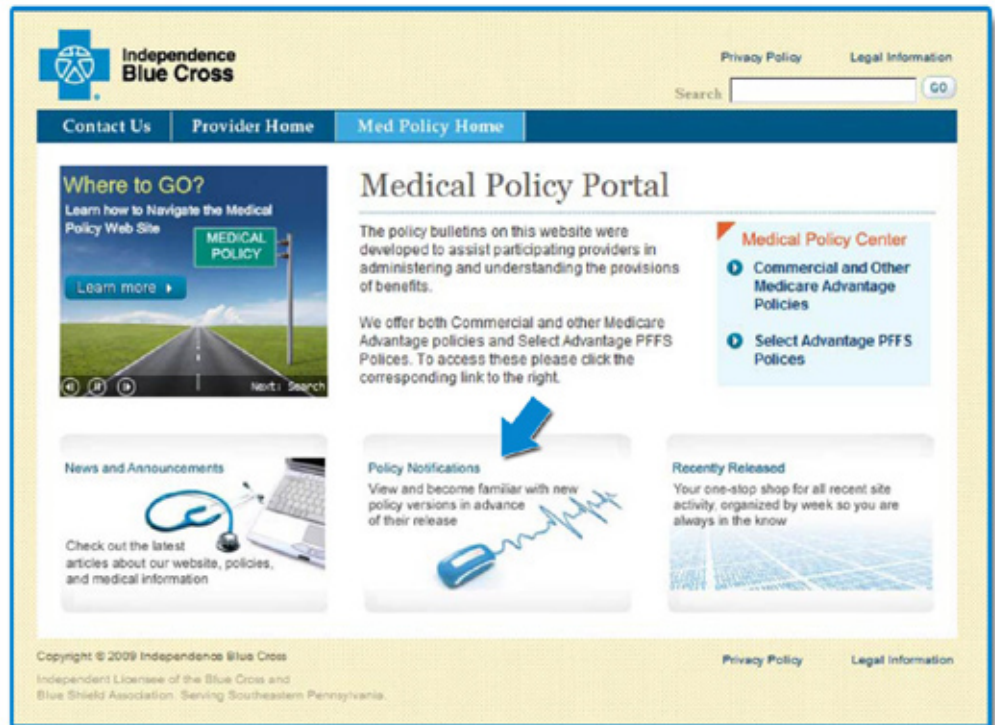 Independence
Blue Cross
Privacy Policy Legal Information
Search GO
Contact Us Provider Home Med Policy Home
Where to GO?
Learn how to Navigate the Medical
Policy Web Site
MEDICAL
POLICY
Learn more
Next: Search
Medical Policy Portal
The policy bulletins on this website were
developed to assist participating providers in
administering and understanding the provisions
of benefits.
We offer both Commercial and other Medicare
Advantage policies and Select Advantage PFFS
Polices. To access these please click the
corresponding link to the right.
Medical Policy Center
Commercial and Other
Medicare Advantage
Policies
Select Advantage PFFS
Polices
News and Announcements
Check out the latest
articles about our website, policies,
and medical information
Policy Notifications
View and become familiar with new
policy versions in advance
of their release
Recently Released
Your one-stop shop for all recent site
activity, organized by week so you are
always in the know
Copyright © 2009 Independence Blue Cross
Independent Licensee of the Blue Cross and
Blue Shield Association. Serving Southeastern Pennsylvania.
Privacy Policy Legal Information